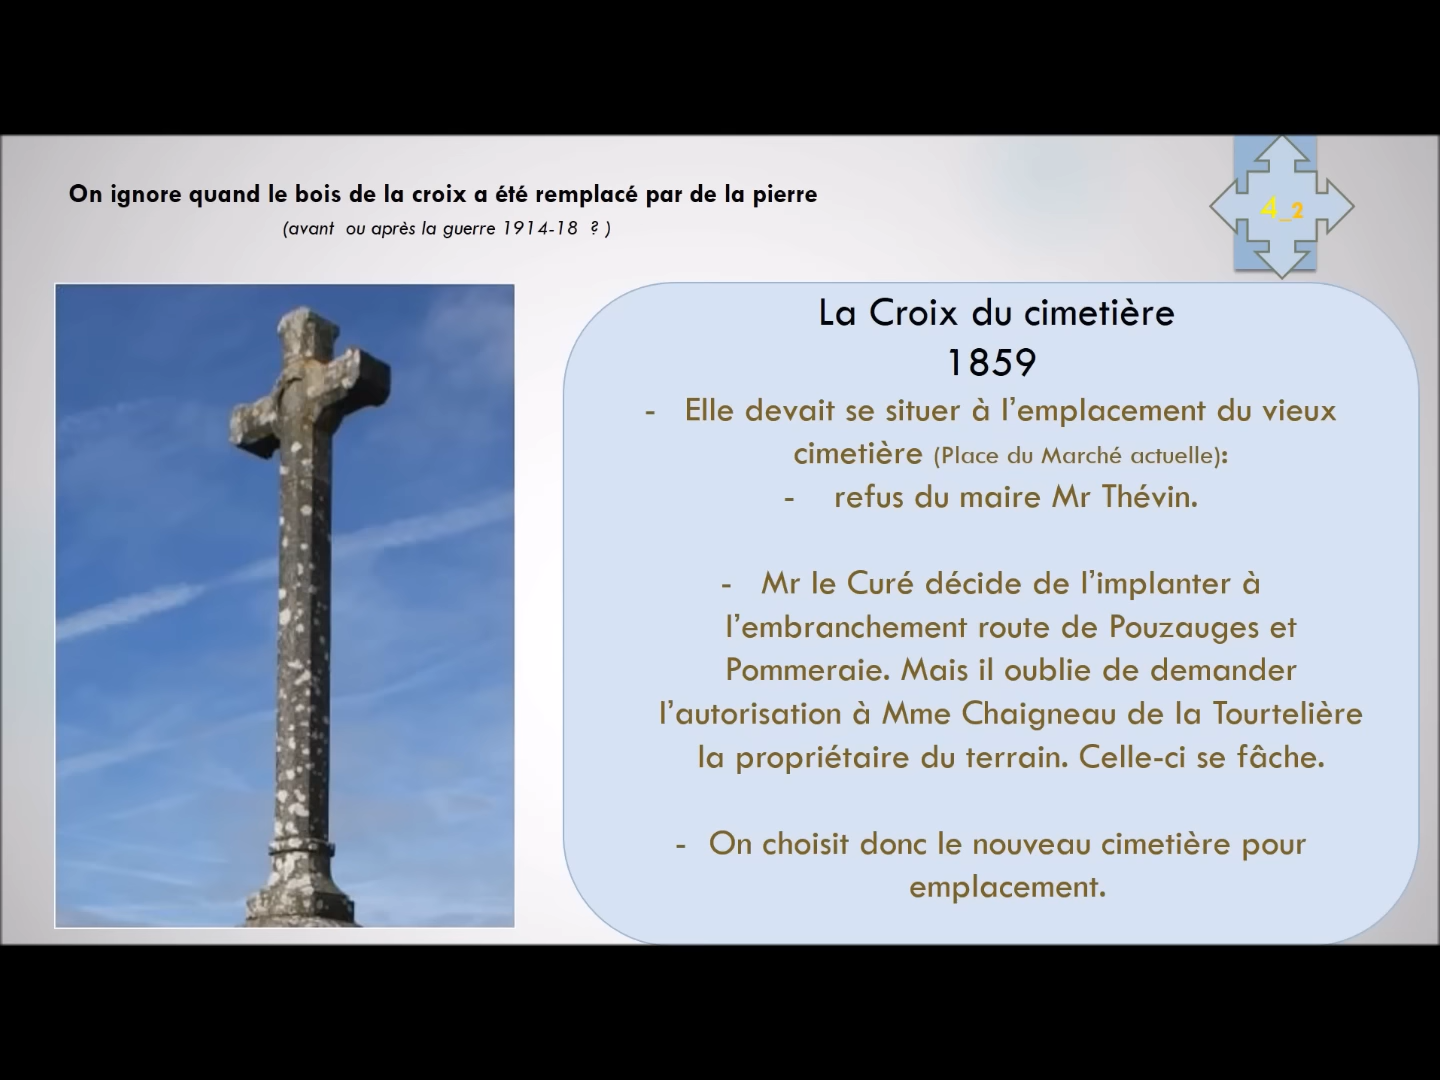 On ignore quand le bois de la croix a été remplacé par de la pierre
(avant ou après la guerre 1914-18 ? )
4_2
La Croix du cimetière
1859
- Elle devait se situer à l’emplacement du vieux
cimetière (Place du Marché actuelle):
- refus du maire Mr Thévin.
- Mr le Curé décide de l’implanter à
l’embranchement route de Pouzauges et
Pommeraie. Mais il oublie de demander
l’autorisation à Mme Chaigneau de la Tourtelière
la propriétaire du terrain. Celle-ci se fâche.
- On choisit donc le nouveau cimetière pour
emplacement.